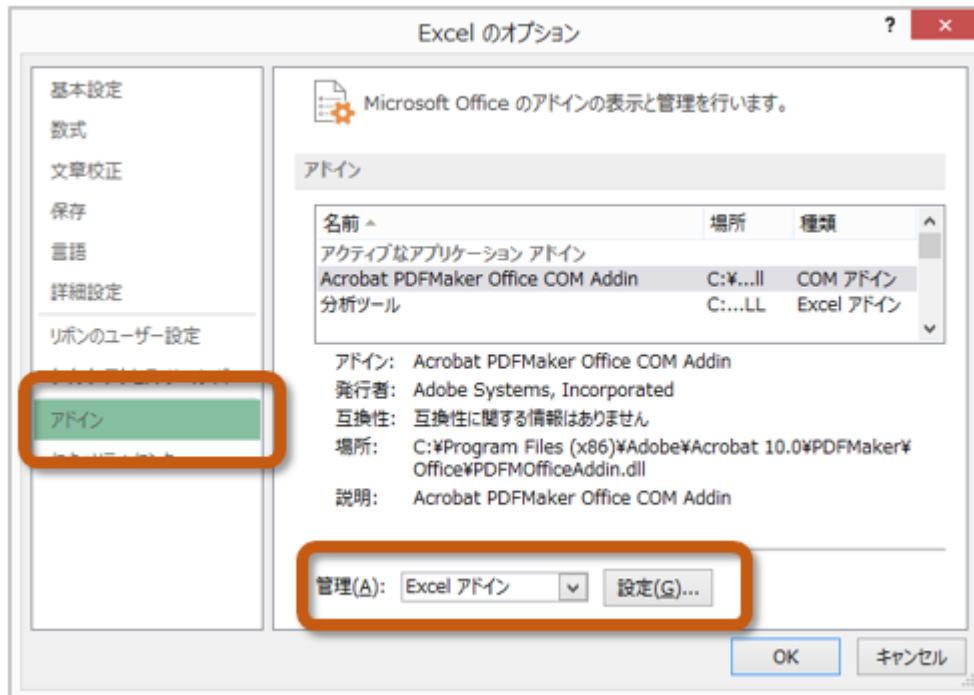 Excel のオプション
?
基本設定
数式
文章校正
保存
言語
詳細設定
リボンのユーザー設定
アドイン
Microsoft Office のアドインの表示と管理を行います。
アドイン
名前 場所 種類
アクティブなアプリケーション アドイン
Acrobat PDFMaker Office COM Addin C:¥...ll COM アドイン
分析ツール C:...LL Excel アドイン
アドイン: Acrobat PDFMaker Office COM Addin
発行者: Adobe Systems, Incorporated
互換性: 互換性に関する情報はありません
場所: C:¥Program Files (x86)¥Adobe¥Acrobat 10.0¥PDFMaker¥
Office¥PDFMOfficeAddin.dll
説明: Acrobat PDFMaker Office COM Addin
管理(A): Excel アドイン 設定(G)...
OK キャンセル